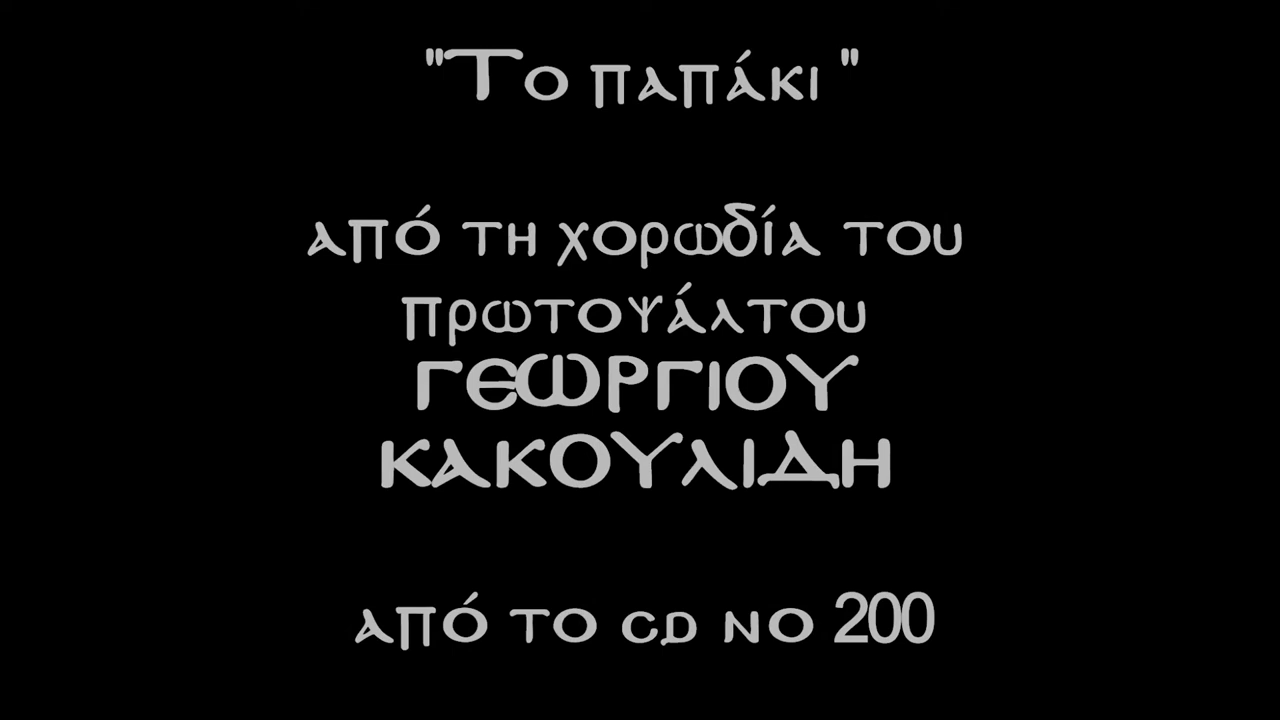 "Το παπάκι "
από τη χορωδία του
πρωτοψάλτου
ΓΕΩΡΓΙΟΥ
ΚΑΚΟΥΛΙΔΗ
από το cd no 200